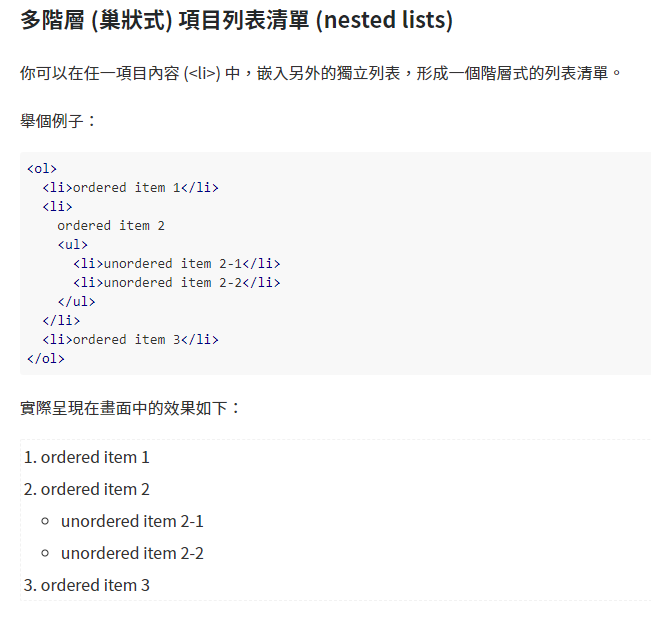 多階層 (巢狀式) 項目列表清單 (nested lists)
你可以在任一項目內容 (<li>) 中，嵌入另外的獨立列表，形成一個階層式的列表清單。
舉個例子：
<ol>
  <li>ordered item 1</li>
  <li>
    ordered item 2
    <ul>
      <li>unordered item 2-1</li>
      <li>unordered item 2-2</li>
    </ul>
  </li>
  <li>ordered item 3</li>
</ol>
實際呈現在畫面中的效果如下：
1. ordered item 1
2. ordered item 2
○ unordered item 2-1
○ unordered item 2-2
3. ordered item 3